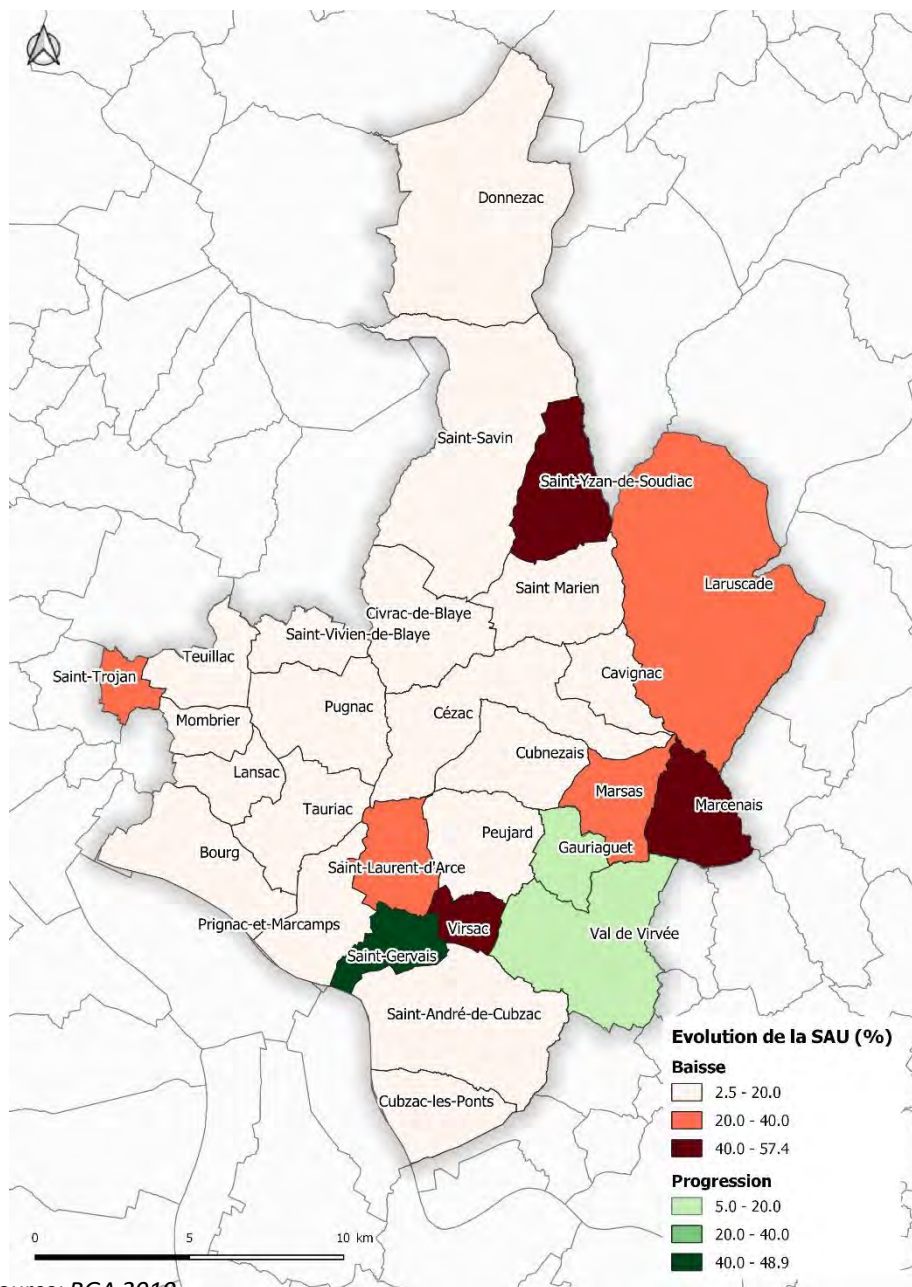 Donnezac
Saint-Savin
Saint-Yzan-de-Soudiac
Laruscade
Saint Marien
Civrac-de-Blaye
Saint-Vivien-de-Blaye
Teuillac
Saint-Trojan
Cavignac
Pugnac
Cézac
Mombrier
Cubnezais
Lansac
Marsas
Marcenais
Tauriac
Peujard
Gauriaguet
Bourg
Saint-Laurent-d'Arce
Prignac-et-Marcamps
Virsac
Val de Virvée
Saint-Gervais
Saint-André-de-Cubzac
Cubzac-les-Ponts
Evolution de la SAU (%)
Baisse
2.5 - 20.0
20.0 - 40.0
40.0 - 57.4
Progression
5.0 - 20.0
20.0 - 40.0
40.0 - 48.9
0 5 10 km